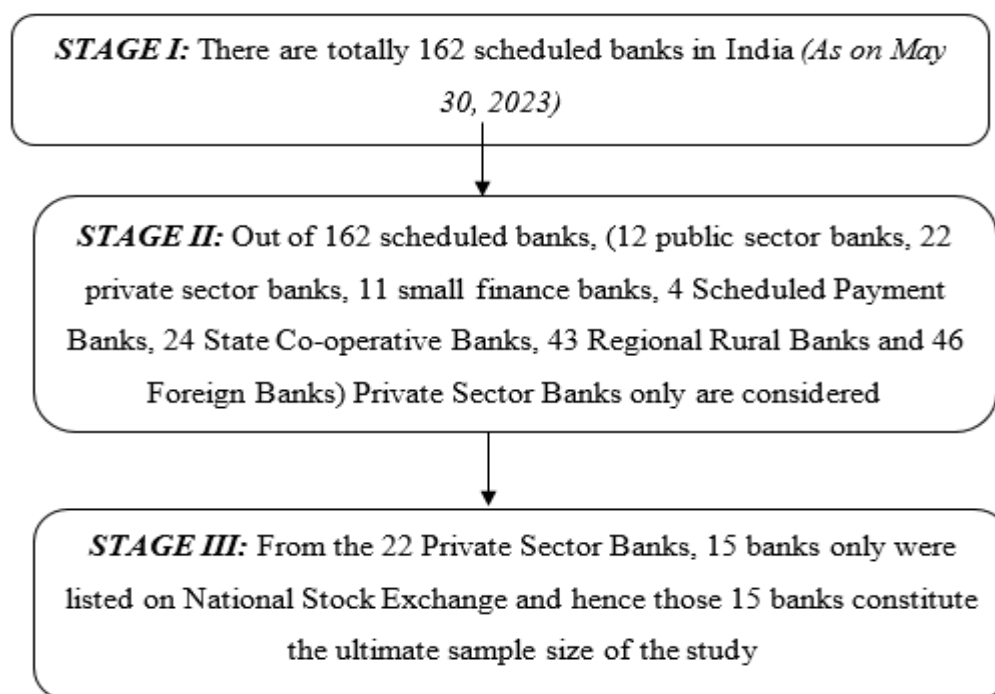 STAGE I: There are totally 162 scheduled banks in India (As on May
30, 2023)
STAGE II: Out of 162 scheduled banks, (12 public sector banks, 22
private sector banks, 11 small finance banks, 4 Scheduled Payment
Banks, 24 State Co-operative Banks, 43 Regional Rural Banks and 46
Foreign Banks) Private Sector Banks only are considered
STAGE III: From the 22 Private Sector Banks, 15 banks only were
listed on National Stock Exchange and hence those 15 banks constitute
the ultimate sample size of the study